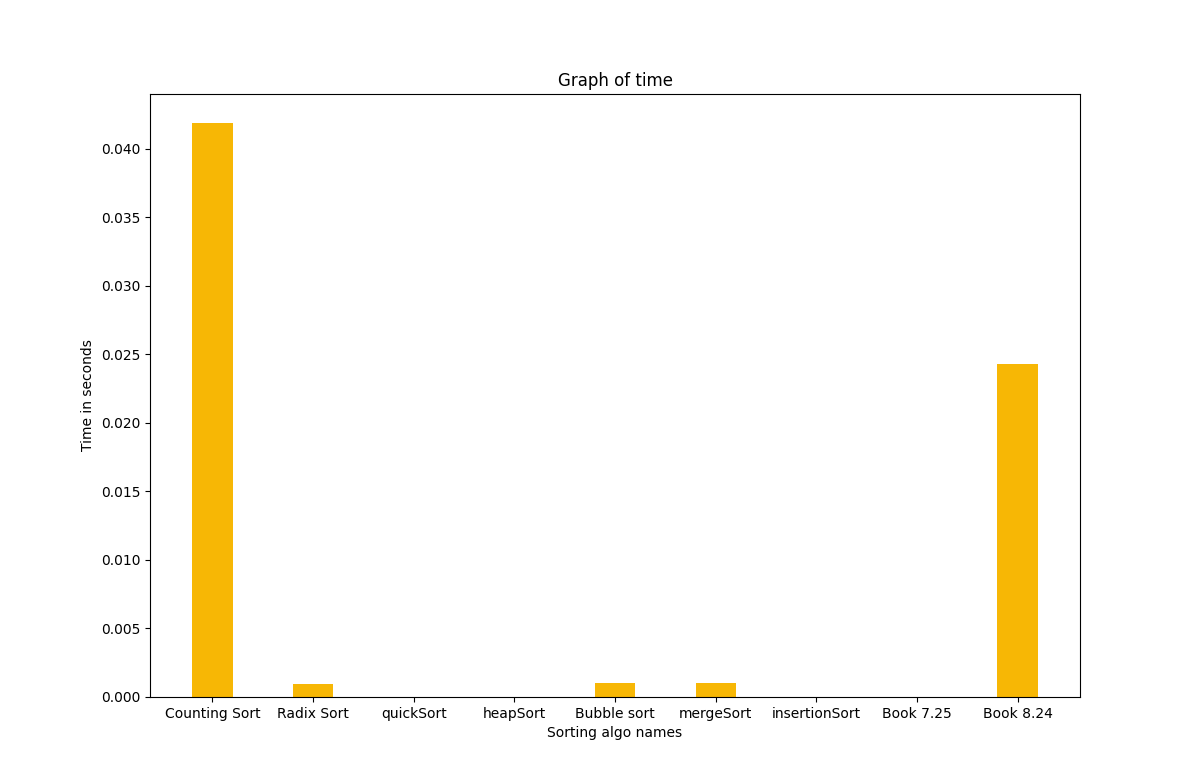 Graph of time
0.040
0.035
0.030
0.025
0.020
0.015
0.010
0.005
0.000
Time in seconds
Counting Sort Radix Sort quickSort heapSort Bubble sort mergeSort insertionSort Book 7.25 Book 8.24
Sorting algo names